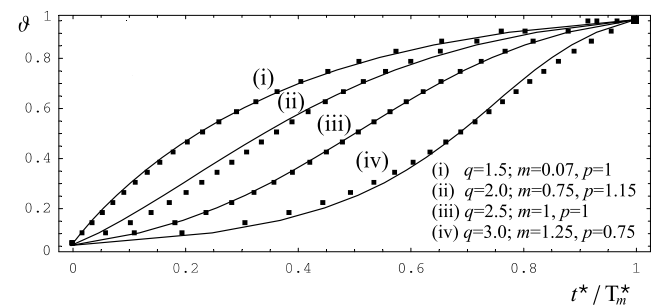 ϑ
1
0.8
0.6
0.4
0.2
0
(i)
(ii)
(iii)
(iv)
(i) q=1.5; m=0.07, p=1
(ii) q=2.0; m=0.75, p=1.15
(iii) q=2.5; m=1, p=1
(iv) q=3.0; m=1.25, p=0.75
0 0.2 0.4 0.6 0.8 1
t* / T*m